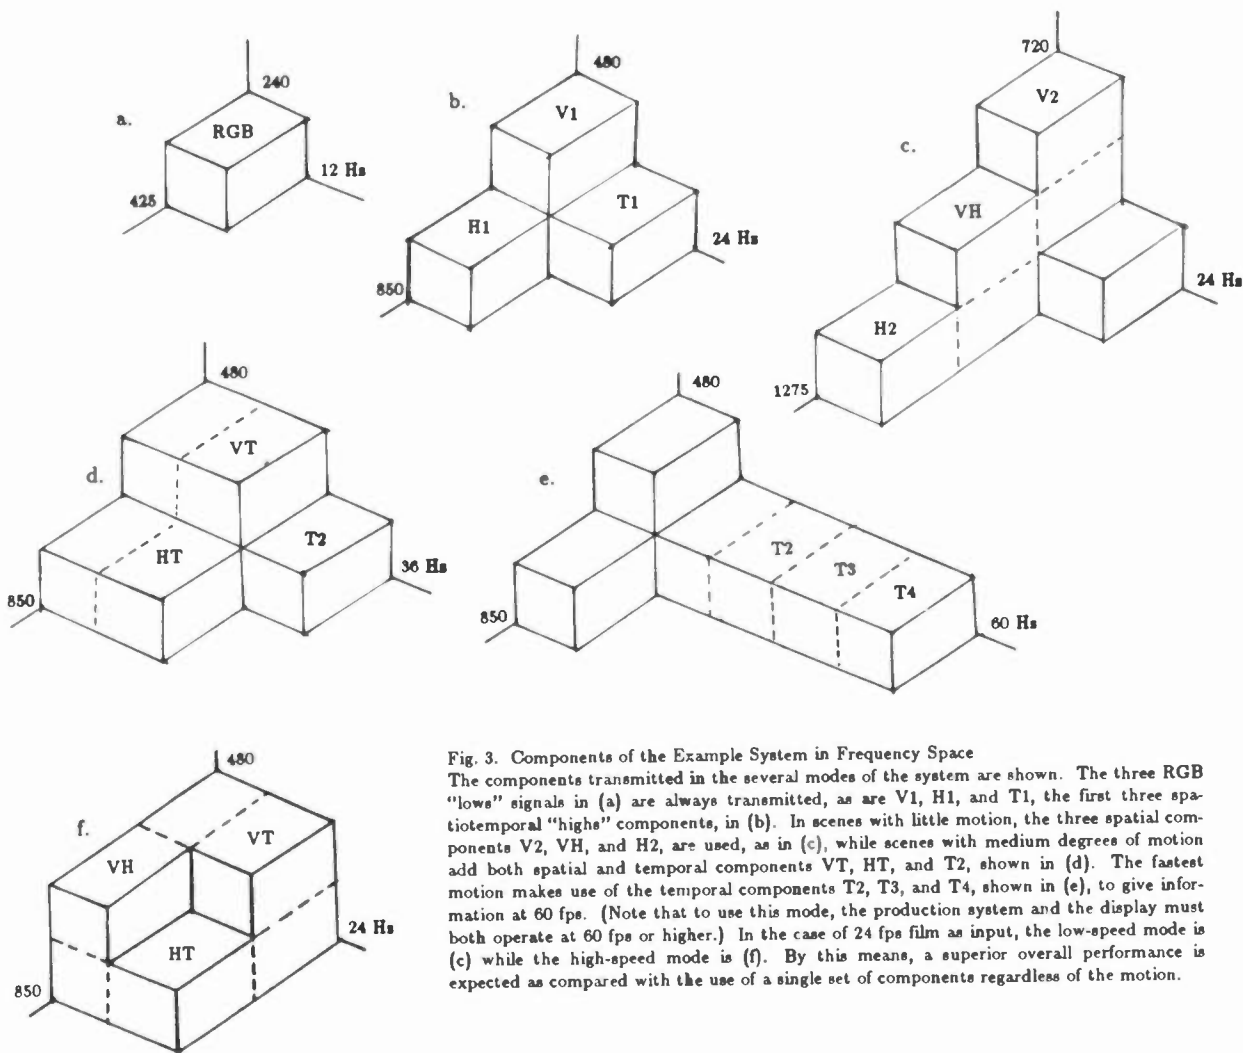 a.
240
RGB
12 Hs
425
b.
480
V1
H1
T1
24 Hs
850
c.
720
V2
VH
H2
24 Hs
1275
d.
480
VT
HT
T2
36 Hs
850
e.
480
T2
T3
T4
850
60 Hs
f.
480
VH
VT
HT
24 Hs
850
Fig. 3. Components of the Example System in Frequency Space
The components transmitted in the several modes of the system are shown. The three RGB
"lows" signals in (a) are always transmitted, as are V1, H1, and T1, the first three spa-
tiotemporal "highs" components, in (b). In scenes with little motion, the three spatial com-
ponents V2, VH, and H2, are used, as in (c), while scenes with medium degrees of motion
add both spatial and temporal components VT, HT, and T2, shown in (d). The fastest
motion makes use of the temporal components T2, T3, and T4, shown in (e), to give infor-
mation at 60 fps. (Note that to use this mode, the production system and the display must
both operate at 60 fps or higher.) In the case of 24 fps film as input, the low-speed mode is
(c) while the high-speed mode is (f). By this means, a superior overall performance is
expected as compared with the use of a single set of components regardless of the motion.